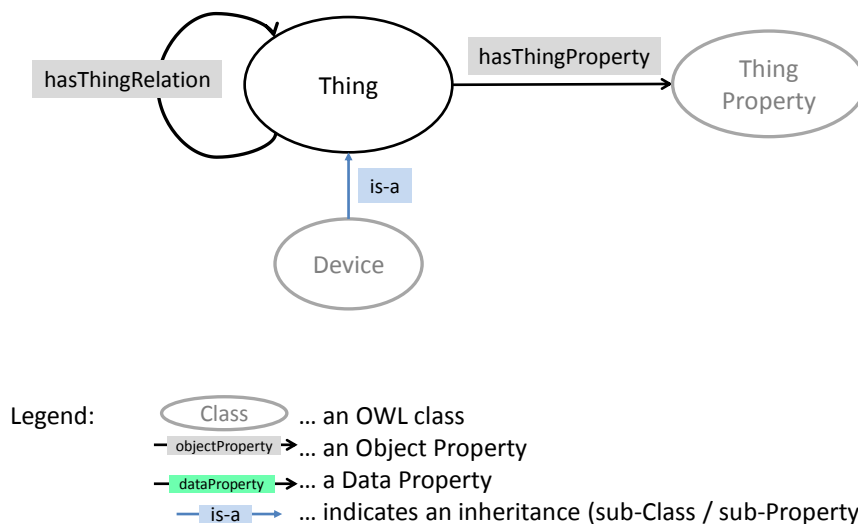 hasThingRelation
Thing
hasThingProperty
Thing
Property
is-a
Device
Legend:
Class
... an OWL class
objectProperty
... an Object Property
dataProperty
... a Data Property
is-a
... indicates an inheritance (sub-Class / sub-Property